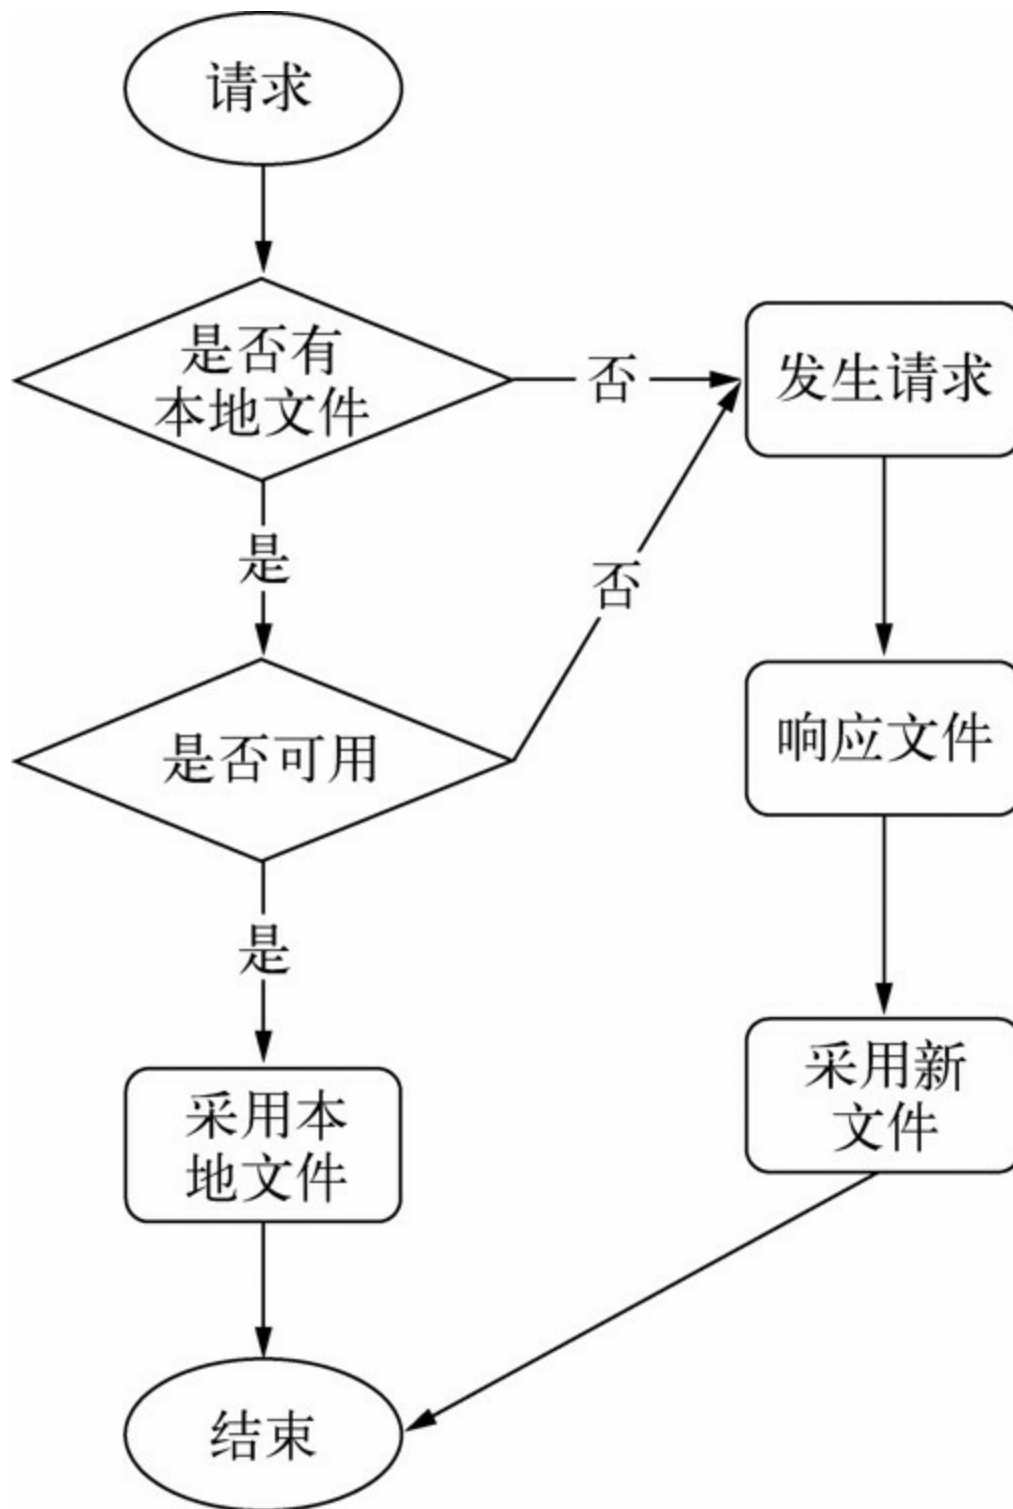 请求
是否有
本地文件
否
发生请求
是
否
是否可用
响应文件
是
采用本
地文件
采用新
文件
结束